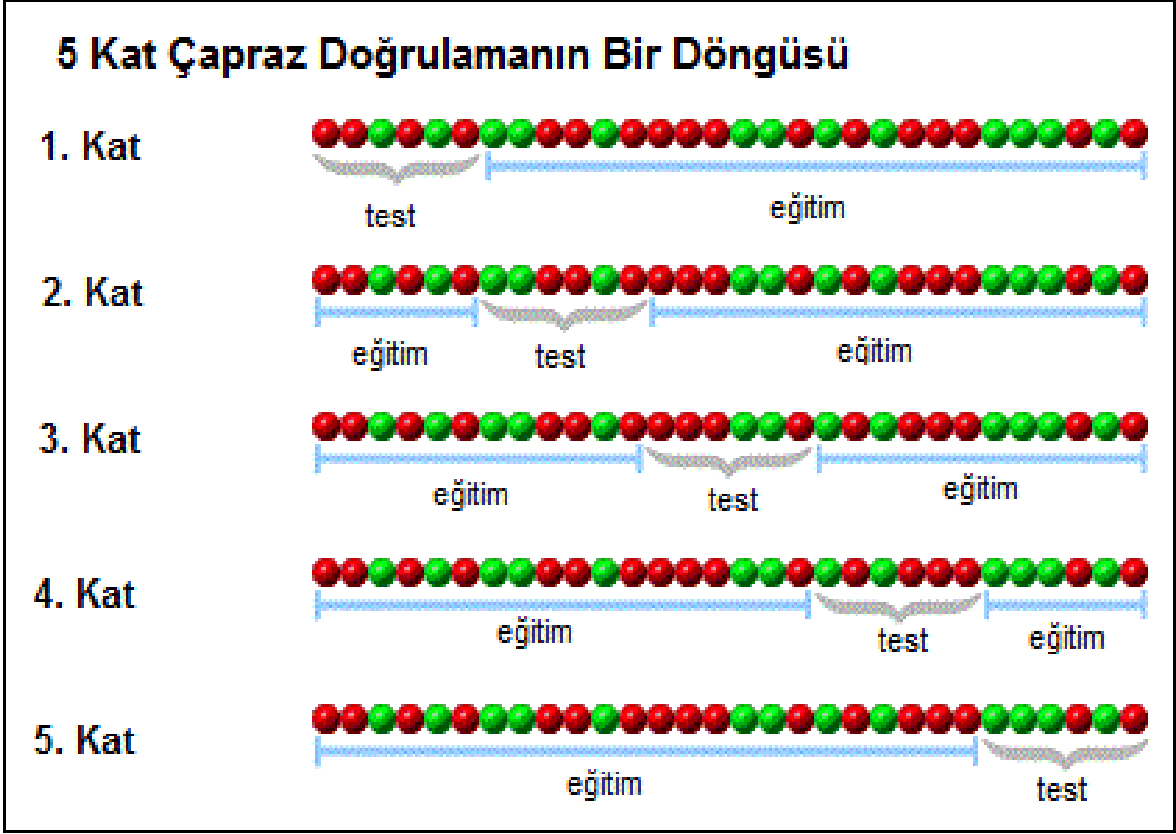 5 Kat Çapraz Doğrulamanın Bir Döngüsü
1. Kat
test
eğitim
2. Kat
eğitim
test
eğitim
3. Kat
eğitim
test
eğitim
4. Kat
eğitim
test
eğitim
5. Kat
eğitim
test